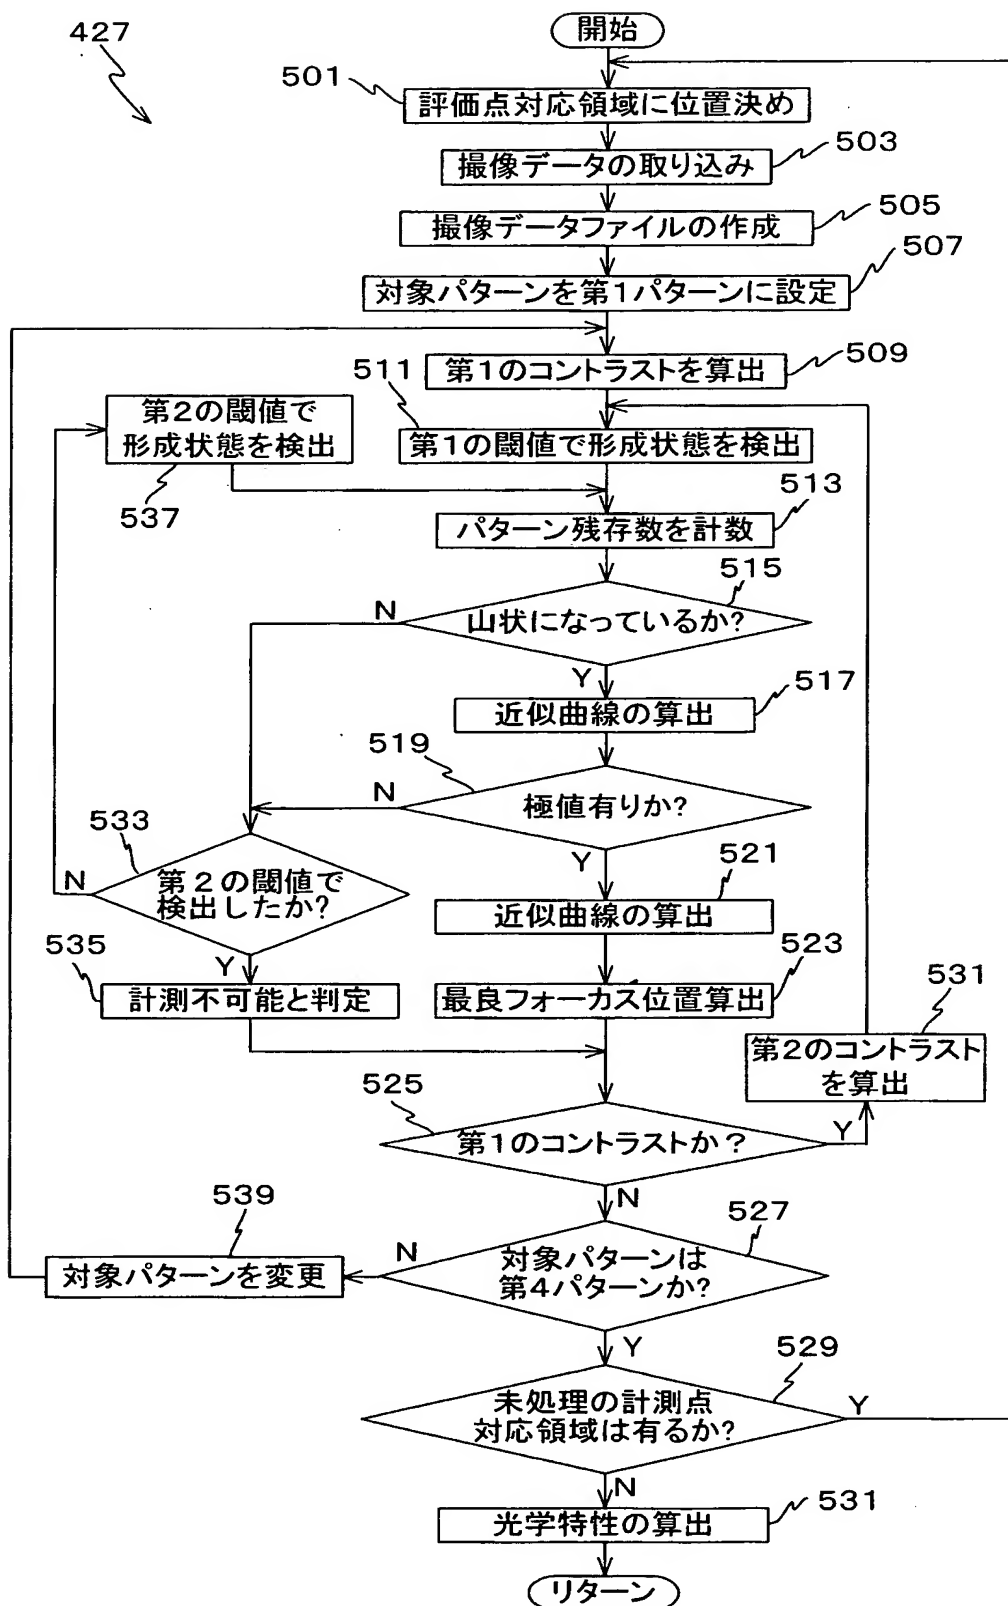 427
開始
501
評価点対応領域に位置決め
503
撮像データの取り込み
505
撮像データファイルの作成
507
対象パターンを第1パターンに設定
509
第1のコントラストを算出
511
第1の閾値で形成状態を検出
第2の閾値で
形成状態を検出
537
513
パターン残存数を計数
515
山状になっているか?
N
Y
517
近似曲線の算出
519
極値有りか?
N
Y
533
第2の閾値で
検出したか?
N
Y
521
近似曲線の算出
535
計測不可能と判定
523
最良フォーカス位置算出
531
第2のコントラスト
を算出
525
第1のコントラストか?
Y
N
527
対象パターンは
第4パターンか?
N
Y
539
対象パターンを変更
529
未処理の計測点
対応領域は有るか?
Y
N
531
光学特性の算出
リターン